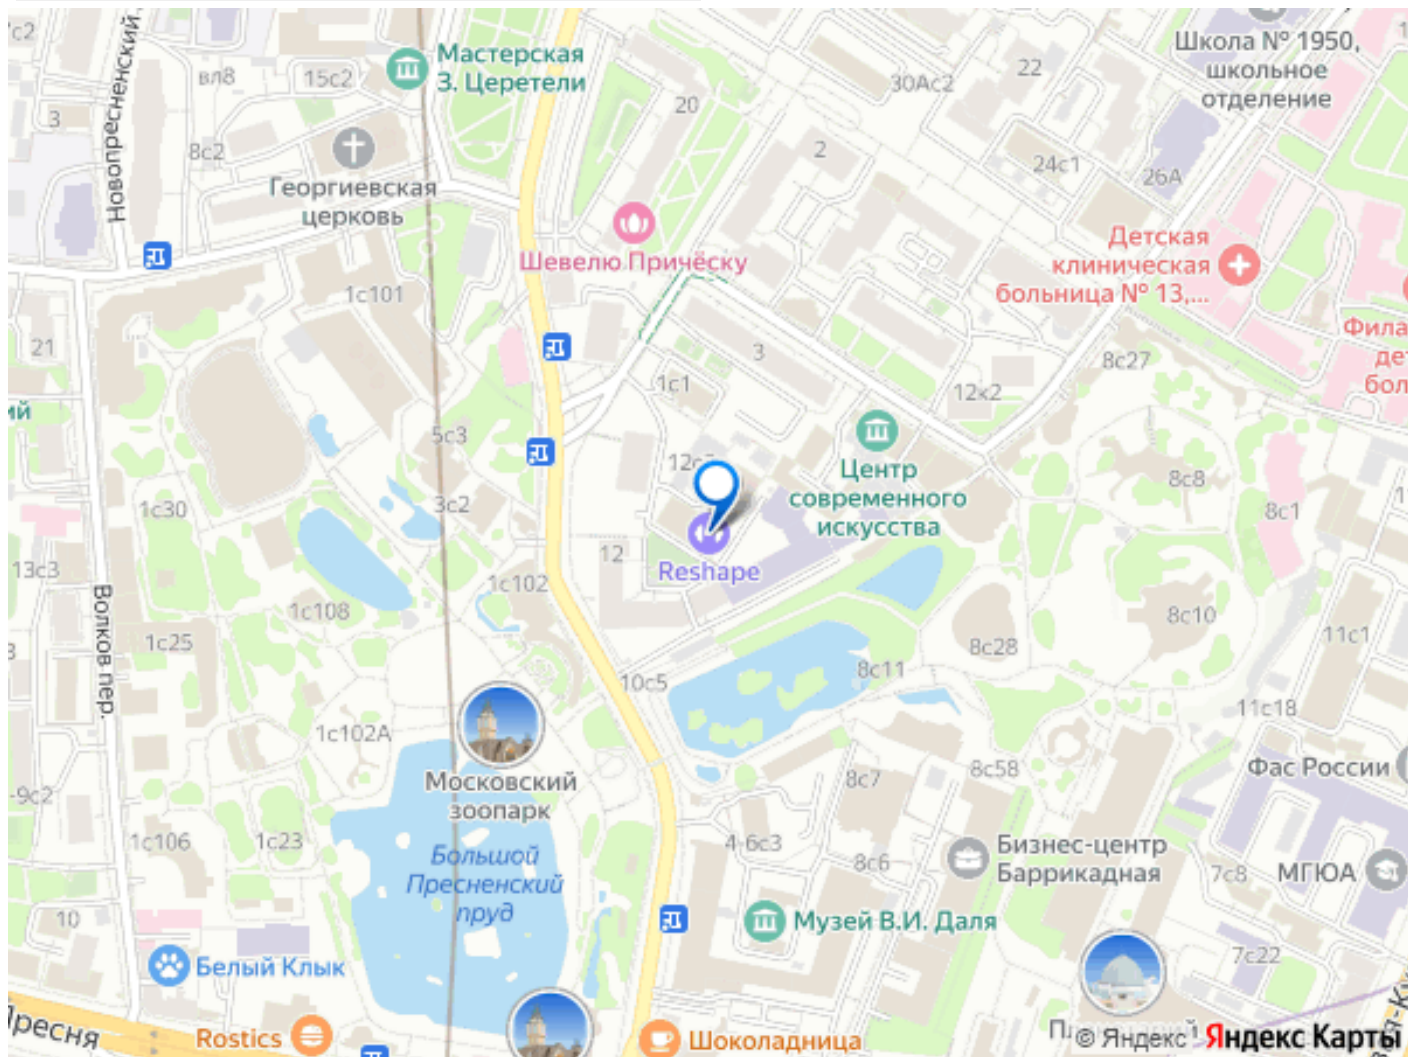 c2
Новопресненский
вл8
15с2
Мастерская
З. Церетели
3
8с2
Георгиевская
церковь
20
30Ас2
22
Школа № 1950,
школьное
отделение
2
24с1
26А
Шевелю Причёску
Детская
клиническая
больница № 13,...
Фила
де
бол
1с101
21
ий
3
1с1
8с27
12к2
5с3
Центр
современного
искусства
8с8
8с1
1с30
3с2
12
Reshape
13с3
Волков пер.
1с108
1с102
1с25
8с10
11с1
8с28
8с11
10с5
11с18
1с102А
Московский
зоопарк
8с7
8с58
Фас России
-9с2
1с106
1с23
Большой
Пресненский
пруд
4-6с3
8с6
Бизнес-центр
Баррикадная
7с8
МГЮА
10
Музей В.И. Даля
7с22
Белый Клык
Пресня
Rostics
Шоколадница
© Яндекс
Яндекс Карты